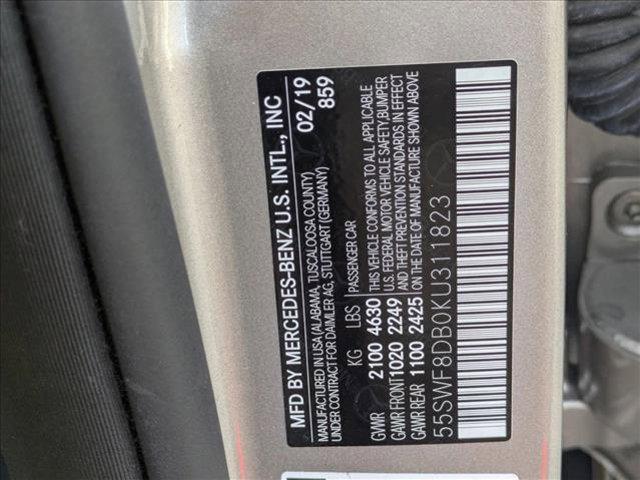 MFD BY MERCEDES-BENZ U.S. INTL., INC
MANUFACTURED IN USA (ALABAMA, TUSCALOOSA COUNTY)
UNDER CONTRACT FOR DAIMLER AG, STUTTGART (GERMANY)
02/19
859
KG LBS
GVWR 2100 4630
GAWR FRONT 1020 2249
GAWR REAR 1100 2425
PASSENGER CAR
THIS VEHICLE CONFORMS TO ALL APPLICABLE
U.S. FEDERAL MOTOR VEHICLE SAFETY, BUMPER
AND THEFT PREVENTION STANDARDS IN EFFECT
ON THE DATE OF MANUFACTURE SHOWN ABOVE
55SWF8DB0KU311823